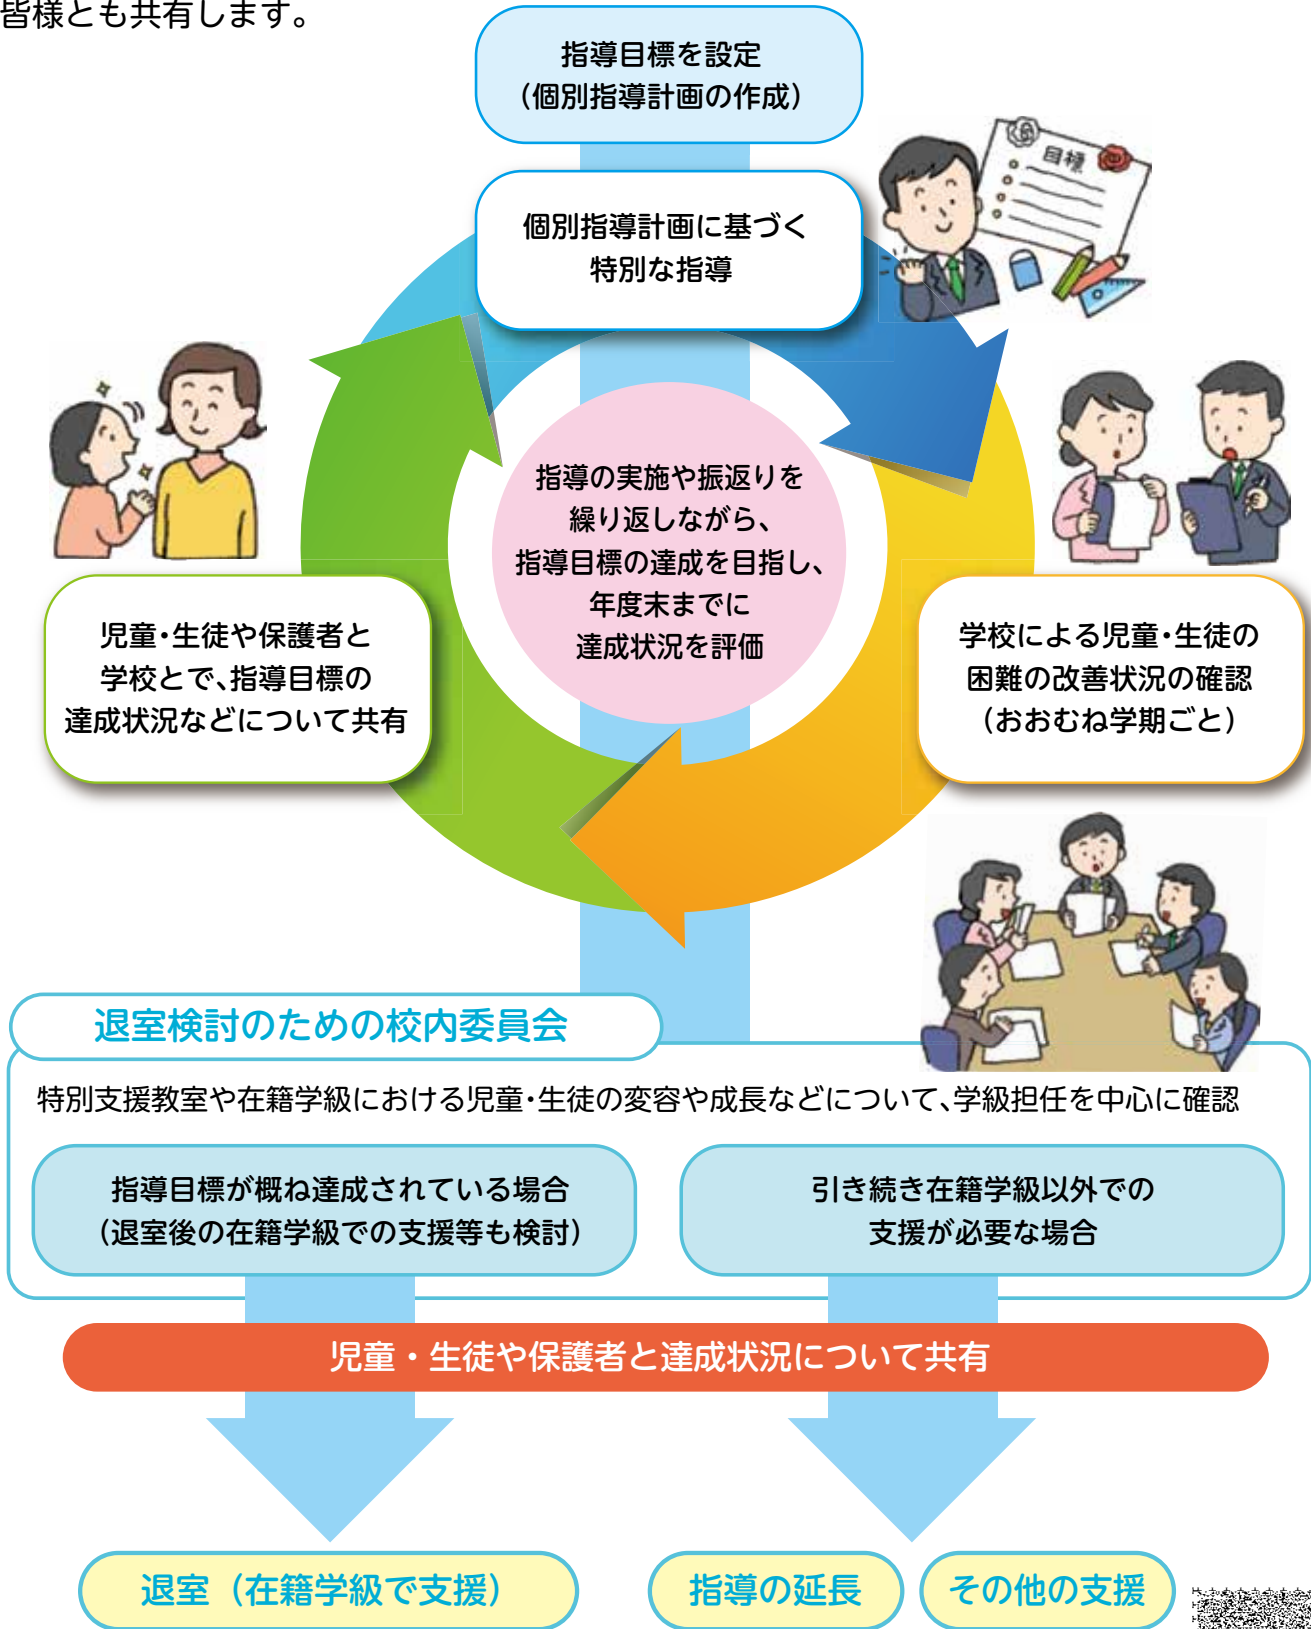 皆様とも共有します。
指導目標を設定
（個別指導計画の作成）
個別指導計画に基づく
特別な指導
目標
指導の実施や振返りを
繰り返しながら、
指導目標の達成を目指し、
年度末までに
達成状況を評価
児童・生徒や保護者と
学校とで、指導目標の
達成状況などについて共有
学校による児童・生徒の
困難の改善状況の確認
（おおむね学期ごと）
退室検討のための校内委員会
特別支援教室や在籍学級における児童・生徒の変容や成長などについて、学級担任を中心に確認
指導目標が概ね達成されている場合
（退室後の在籍学級での支援等も検討）
引き続き在籍学級以外での
支援が必要な場合
児童・生徒や保護者と達成状況について共有
退室（在籍学級で支援）
指導の延長
その他の支援